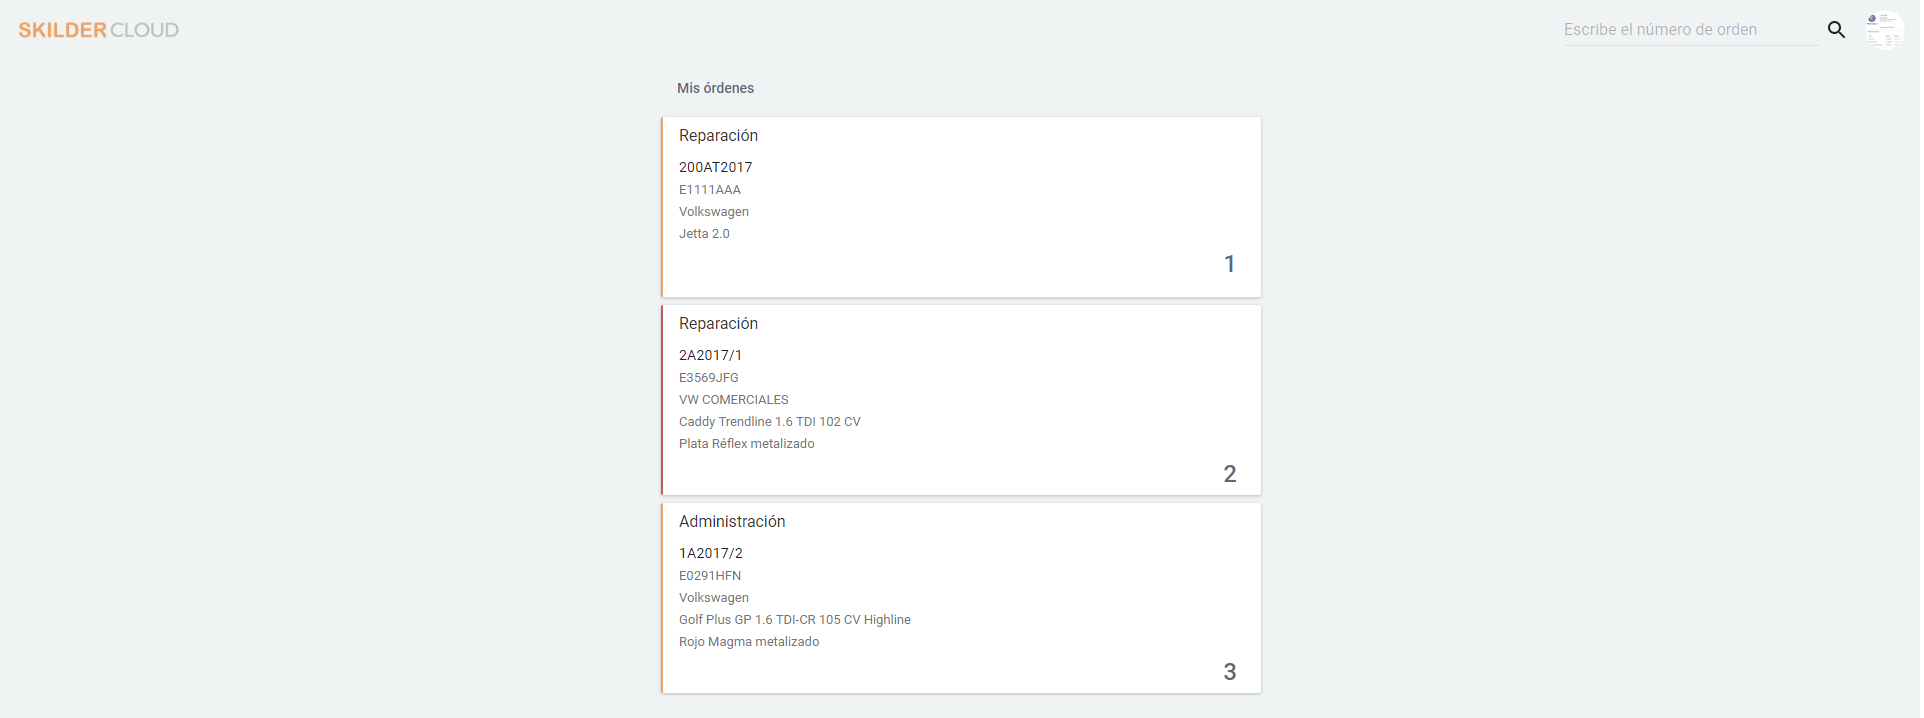 SKILDER CLOUD
Escribe el número de orden
Mis órdenes
Reparación
200AT2017
E1111AAA
Volkswagen
Jetta 2.0
1
Reparación
2A2017/1
E3569JFG
VW COMERCIALES
Caddy Trendline 1.6 TDI 102 CV
Plata Réflex metalizado
2
Administración
1A2017/2
E0291HFN
Volkswagen
Golf Plus GP 1.6 TDI-CR 105 CV Highline
Rojo Magma metalizado
3